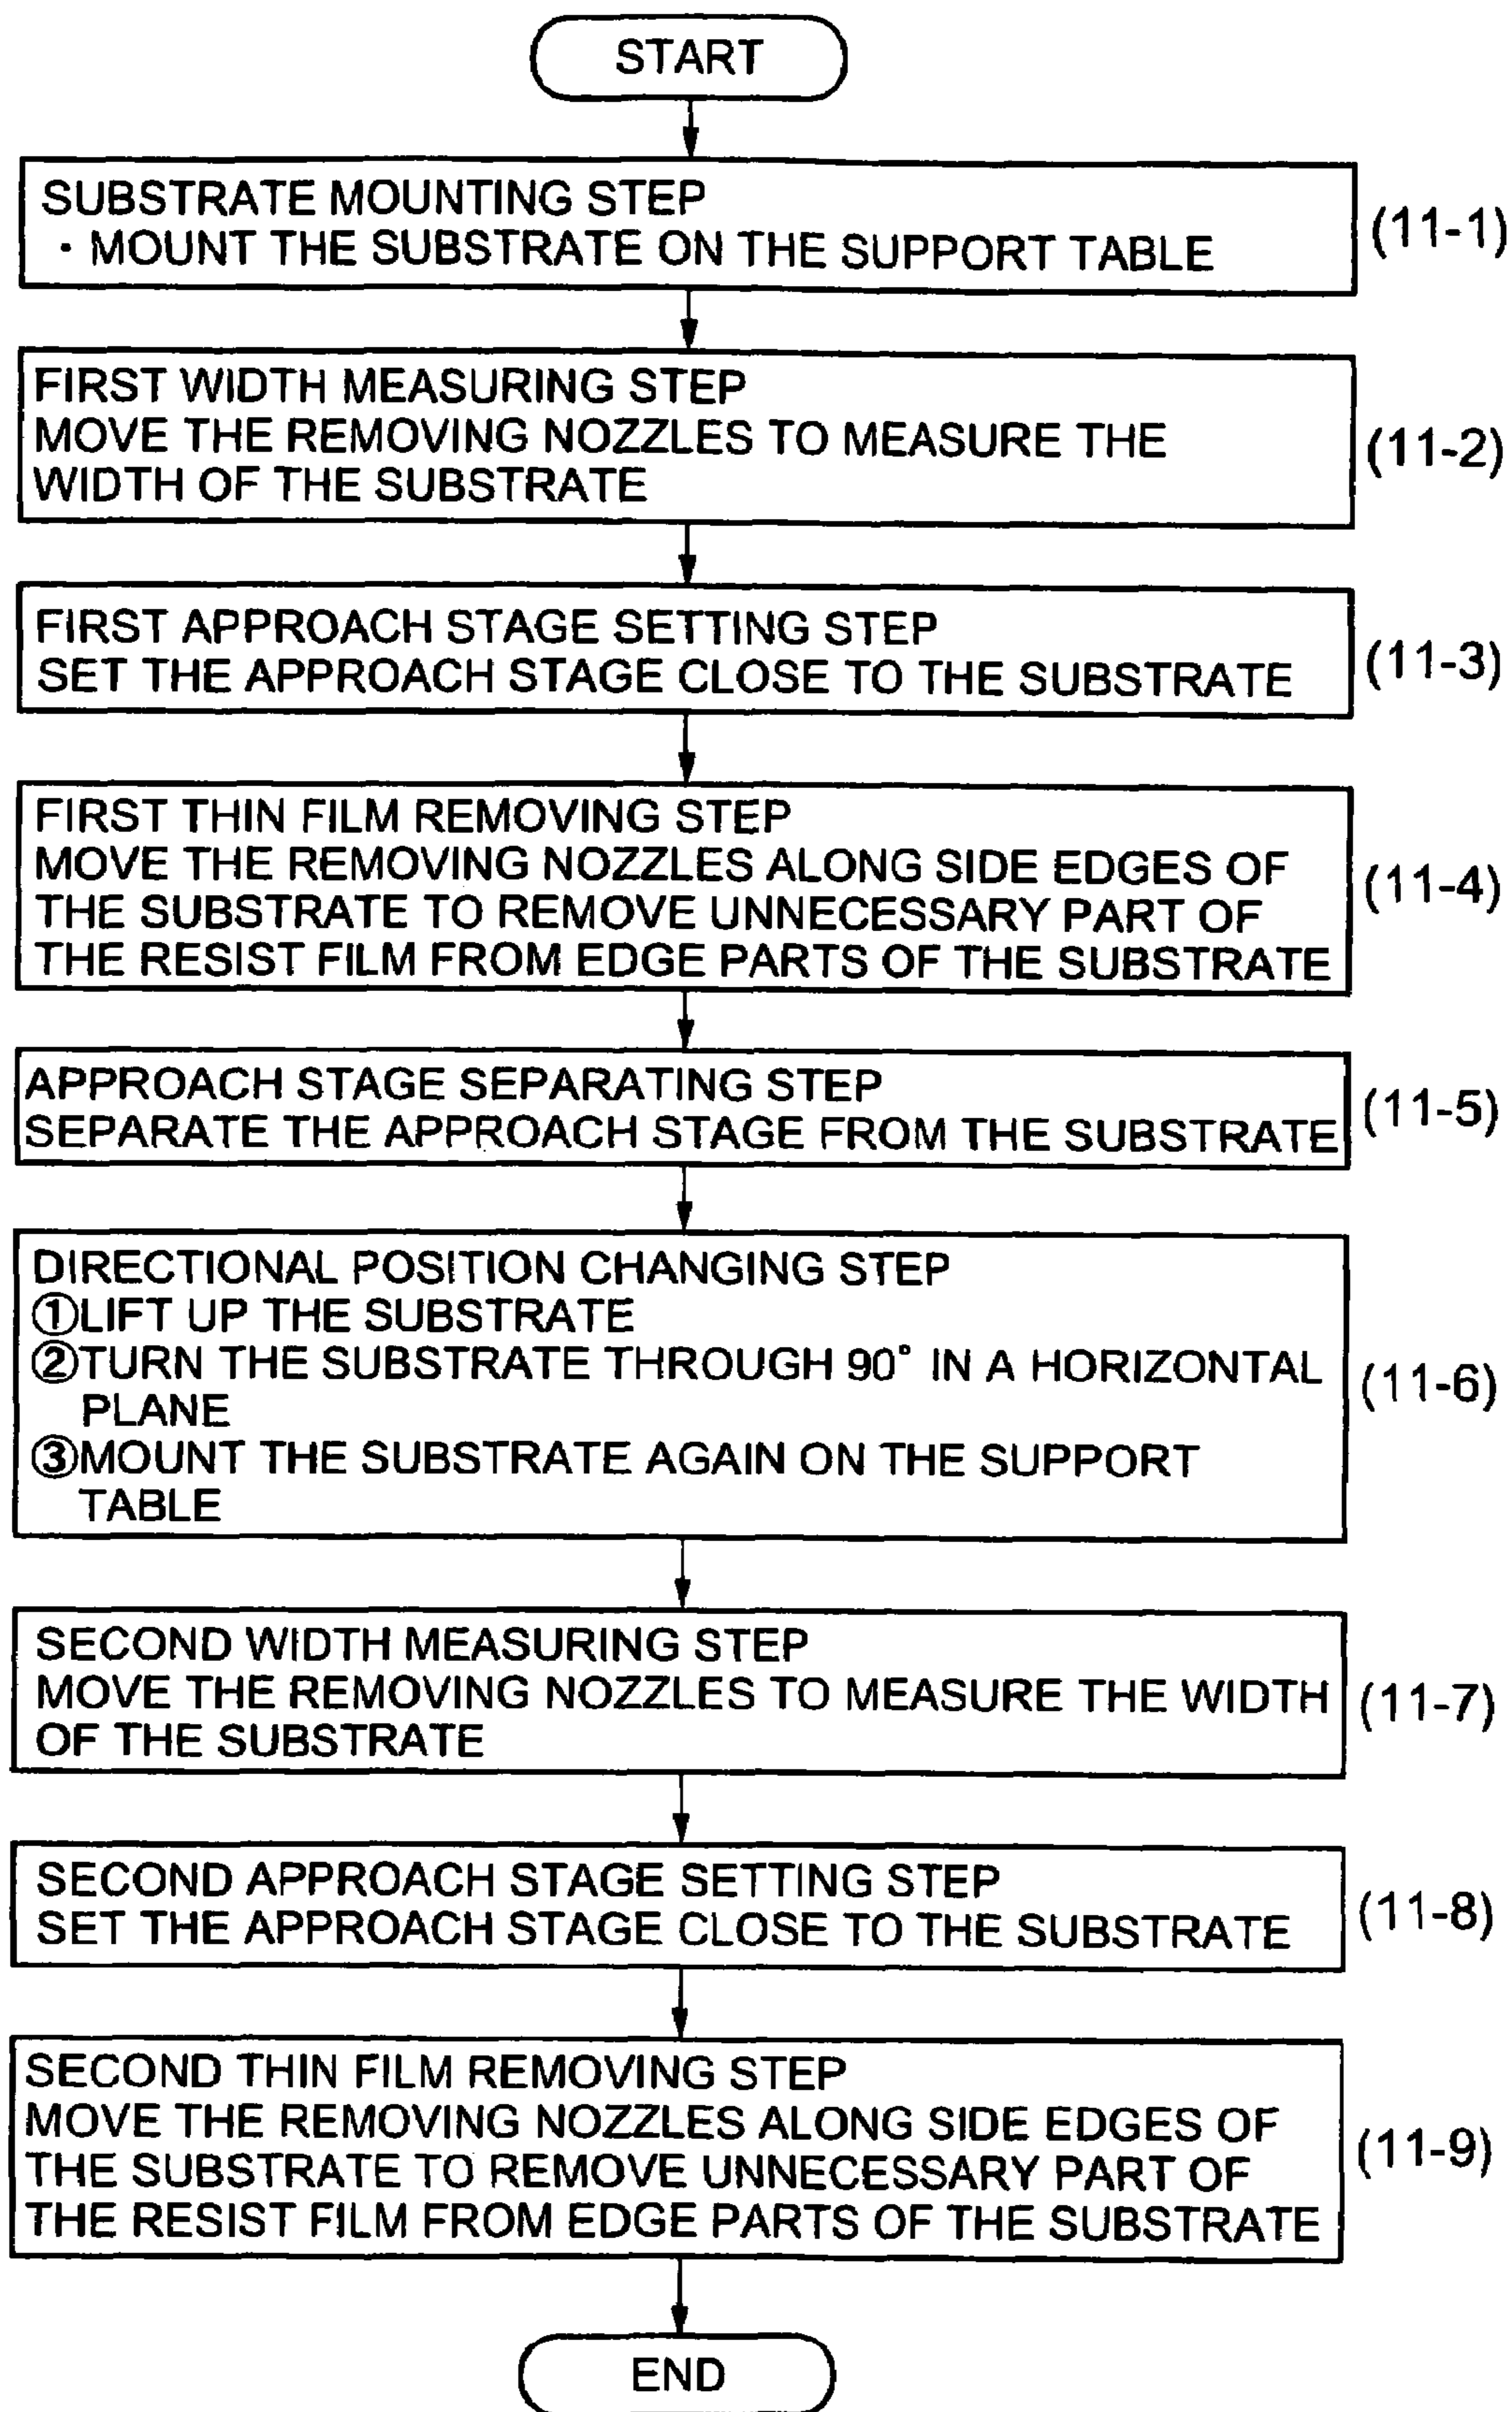 START
SUBSTRATE MOUNTING STEP
· MOUNT THE SUBSTRATE ON THE SUPPORT TABLE
(11-1)
FIRST WIDTH MEASURING STEP
MOVE THE REMOVING NOZZLES TO MEASURE THE
WIDTH OF THE SUBSTRATE
(11-2)
FIRST APPROACH STAGE SETTING STEP
SET THE APPROACH STAGE CLOSE TO THE SUBSTRATE
(11-3)
FIRST THIN FILM REMOVING STEP
MOVE THE REMOVING NOZZLES ALONG SIDE EDGES OF
THE SUBSTRATE TO REMOVE UNNECESSARY PART OF
THE RESIST FILM FROM EDGE PARTS OF THE SUBSTRATE
(11-4)
APPROACH STAGE SEPARATING STEP
SEPARATE THE APPROACH STAGE FROM THE SUBSTRATE
(11-5)
DIRECTIONAL POSITION CHANGING STEP
①LIFT UP THE SUBSTRATE
②TURN THE SUBSTRATE THROUGH 90° IN A HORIZONTAL
PLANE
③MOUNT THE SUBSTRATE AGAIN ON THE SUPPORT
TABLE
(11-6)
SECOND WIDTH MEASURING STEP
MOVE THE REMOVING NOZZLES TO MEASURE THE WIDTH
OF THE SUBSTRATE
(11-7)
SECOND APPROACH STAGE SETTING STEP
SET THE APPROACH STAGE CLOSE TO THE SUBSTRATE
(11-8)
SECOND THIN FILM REMOVING STEP
MOVE THE REMOVING NOZZLES ALONG SIDE EDGES OF
THE SUBSTRATE TO REMOVE UNNECESSARY PART OF
THE RESIST FILM FROM EDGE PARTS OF THE SUBSTRATE
(11-9)
END